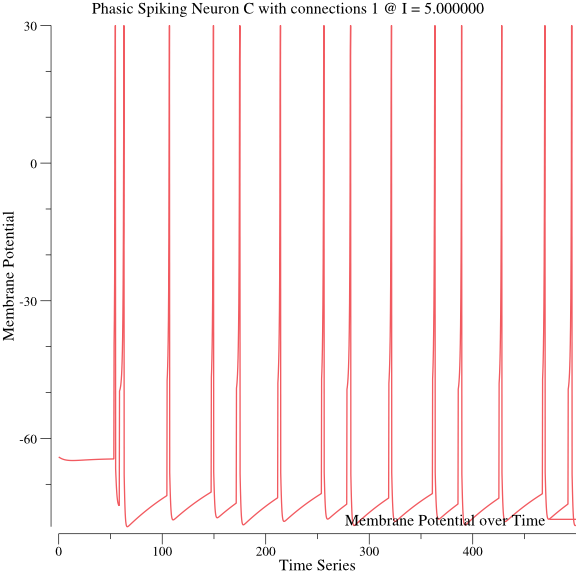 Phasic Spiking Neuron C with connections 1 @ I = 5.000000
30
0
-30
-60
Membrane Potential
Membrane Potential over Time
0
100
200
300
400
Time Series